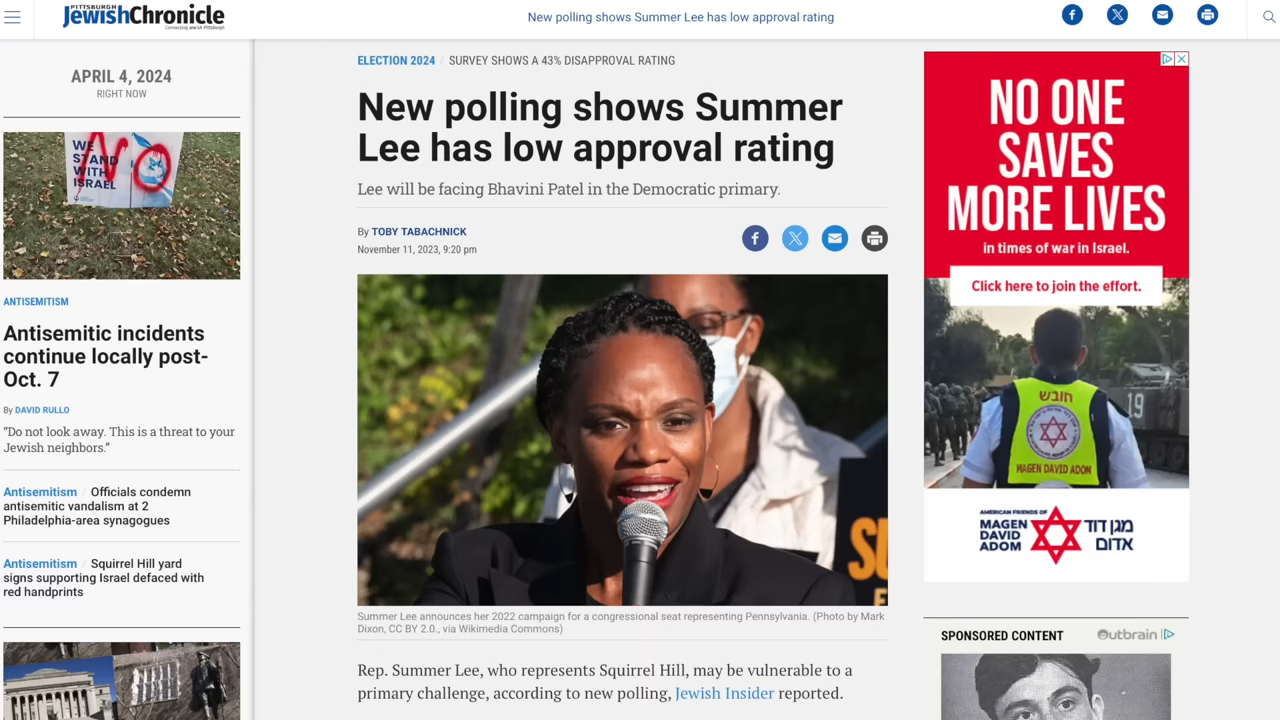 PITTSBURGH
JewishChronicle
Connecting Jewish Pittsburgh
New polling shows Summer Lee has low approval rating
APRIL 4, 2024
RIGHT NOW
WE
STAND
WITH
ISRAEL
NO
ANTISEMITISM
Antisemitic incidents
continue locally post-
Oct. 7
By DAVID RULLO
“Do not look away. This is a threat to your
Jewish neighbors.”
Antisemitism / Officials condemn
antisemitic vandalism at 2
Philadelphia-area synagogues
Antisemitism / Squirrel Hill yard
signs supporting Israel defaced with
red handprints
ELECTION 2024 / SURVEY SHOWS A 43% DISAPPROVAL RATING
New polling shows Summer
Lee has low approval rating
Lee will be facing Bhavini Patel in the Democratic primary.
By TOBY TABACHNICK
November 11, 2023, 9:20 pm
Summer Lee announces her 2022 campaign for a congressional seat representing Pennsylvania. (Photo by Mark
Dixon, CC BY 2.0., via Wikimedia Commons)
Rep. Summer Lee, who represents Squirrel Hill, may be vulnerable to a
primary challenge, according to new polling, Jewish Insider reported.
NO ONE
SAVES
MORE LIVES
in times of war in Israel.
Click here to join the effort.
חובש
19
MAGEN DAVID ADOM
AMERICAN FRIENDS OF
MAGEN
DAVID
ADOM
מגן דוד
אדום
SPONSORED CONTENT
Outbrain